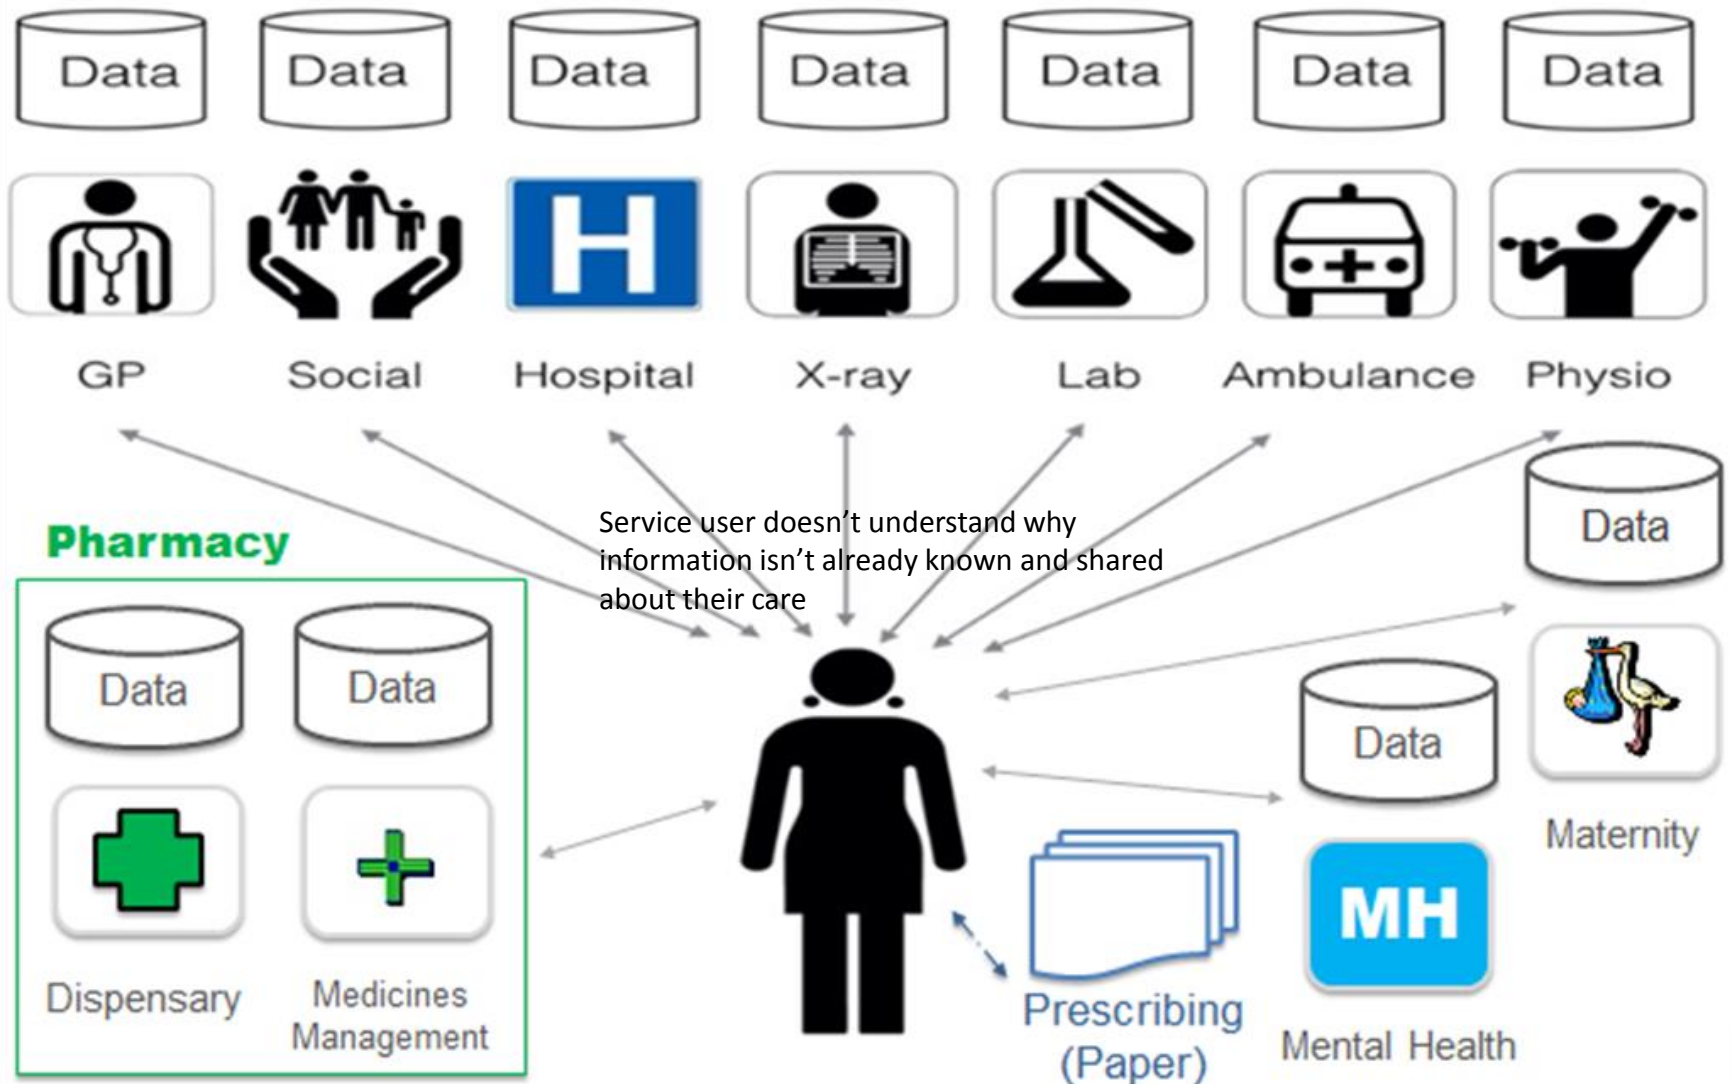 Data
Data
Data
Data
Data
Data
Data
H
GP
Social
Hospital
X-ray
Lab
Ambulance
Physio
Service user doesn’t understand why
information isn’t already known and shared
about their care
Pharmacy
Data
Data
Dispensary
Medicines
Management
Prescribing
(Paper)
Data
MH
Mental Health
Data
Maternity